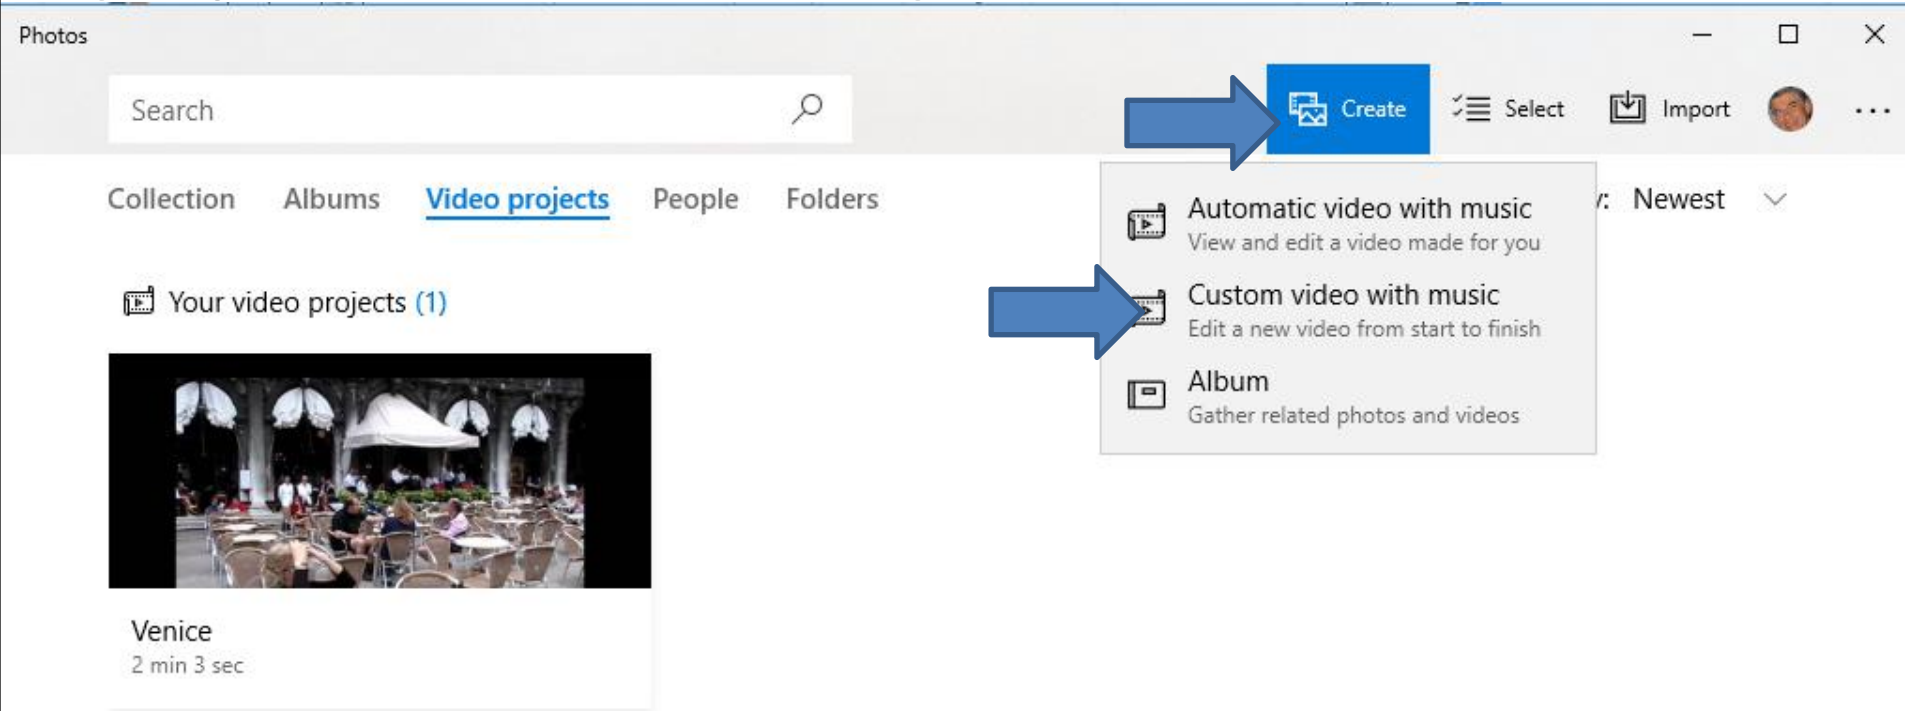 Photos
Search
Create
Select
Import
Collection
Albums
Video projects
People
Folders
Newest
Automatic video with music
View and edit a video made for you
Custom video with music
Edit a new video from start to finish
Album
Gather related photos and videos
Your video projects (1)
Venice
2 min 3 sec